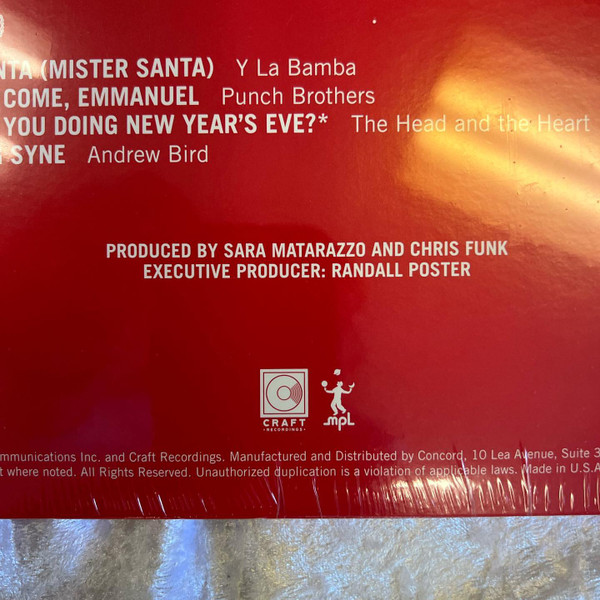 NTA (MISTER SANTA) Y La Bamba
COME, EMMANUEL Punch Brothers
YOU DOING NEW YEAR'S EVE?* The Head and the Heart
SYNE Andrew Bird
PRODUCED BY SARA MATARAZZO AND CHRIS FUNK
EXECUTIVE PRODUCER: RANDALL POSTER
CRAFT
RECORDINGS
mpl
mmunications Inc. and Craft Recordings. Manufactured and Distributed by Concord, 10 Lea Avenue, Suite 3
t where noted. All Rights Reserved. Unauthorized duplication is a violation of applicable laws. Made in U.S.A